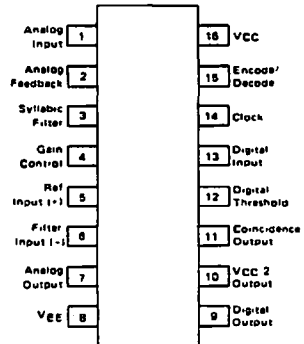 Analog
Input
1
Analog
Feedback
2
Syllabic
Filter
3
Gain
Control
4
Ref
Input (+)
5
Filter
Input (-)
6
Analog
Output
7
VEE
8
16
VCC
15
Encode/
Decode
14
Clock
13
Digital
Input
12
Digital
Threshold
11
Coincidence
Output
10
VCC 2
Output
9
Digital
Output